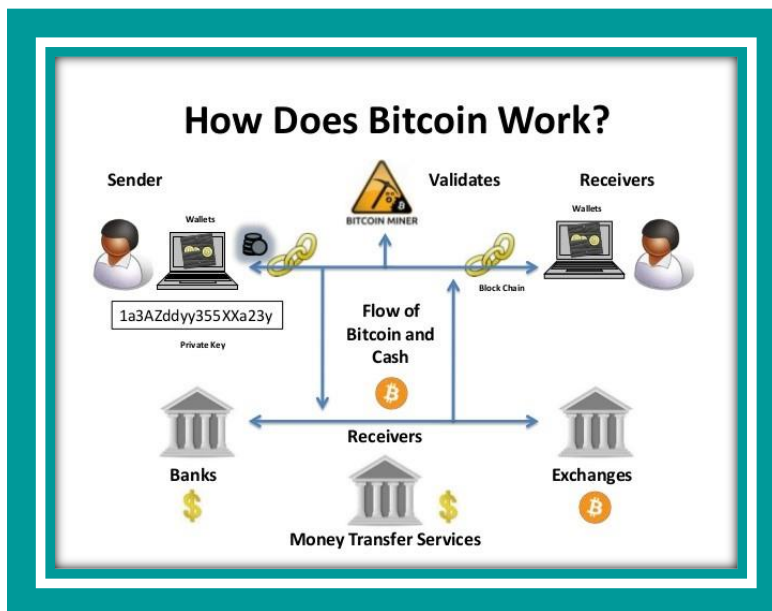 How Does Bitcoin Work?
Sender
Validates
Receivers
Wallets
BITCOIN MINER
Wallets
Block Chain
1a3AZddyy355XXa23y
Private Key
Flow of
Bitcoin and
Cash
Receivers
Banks
Exchanges
Money Transfer Services